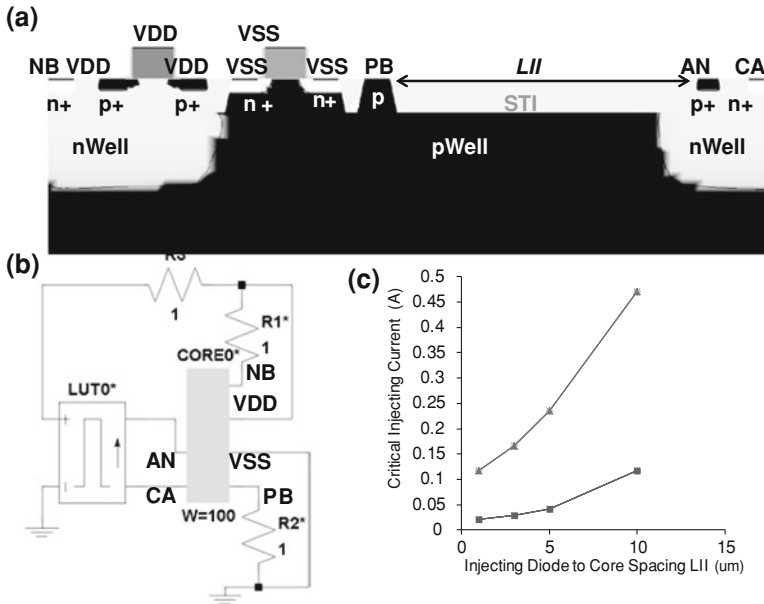 (a)
VDD VSS
NB VDD VDD VSS VSS PB LII AN CA
n+ p+ p+ n+ n+ p STI p+ n+
nWell pWell nWell
(b)
R3
1
R1*
1
CORE0*
NB
LUT0*
VDD
AN VSS
CA PB
W=100
R2*
1
(c)
Critical Injecting Current (A)
0.5
0.45
0.4
0.35
0.3
0.25
0.2
0.15
0.1
0.05
0
0 5 10 15
Injecting Diode to Core Spacing LII (um)